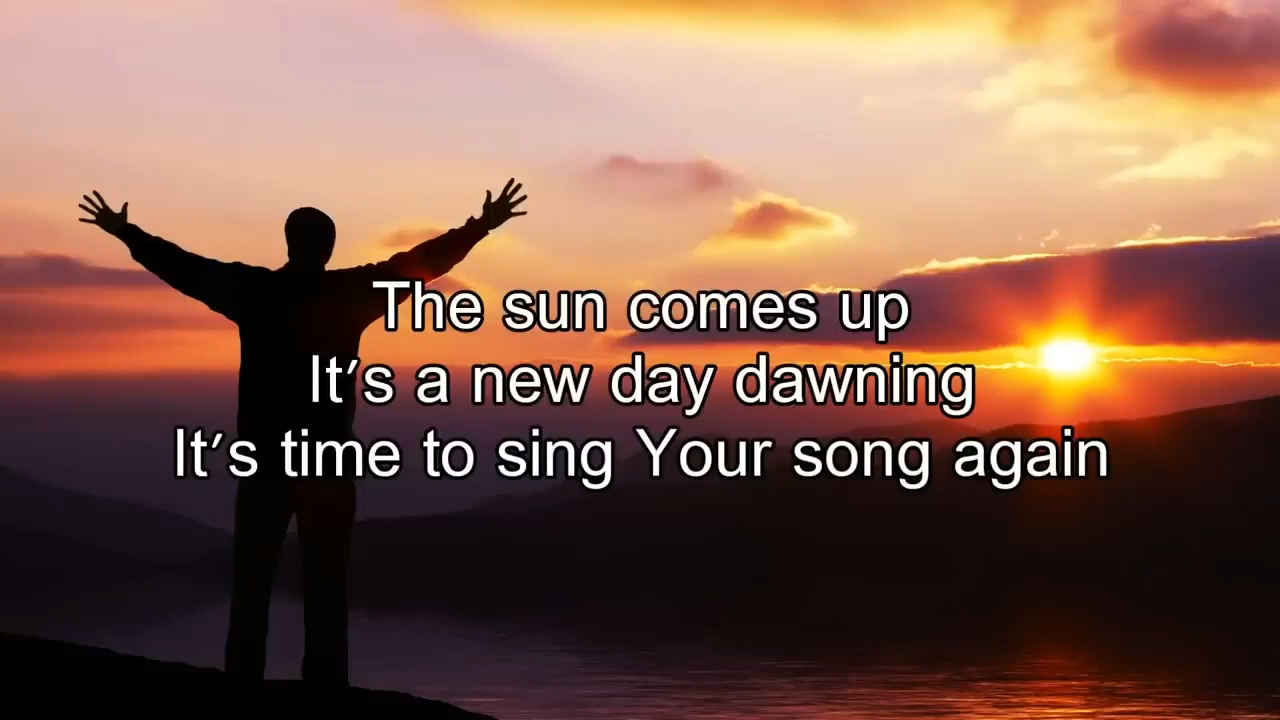 The sun comes up
It's a new day dawning
It's time to sing Your song again